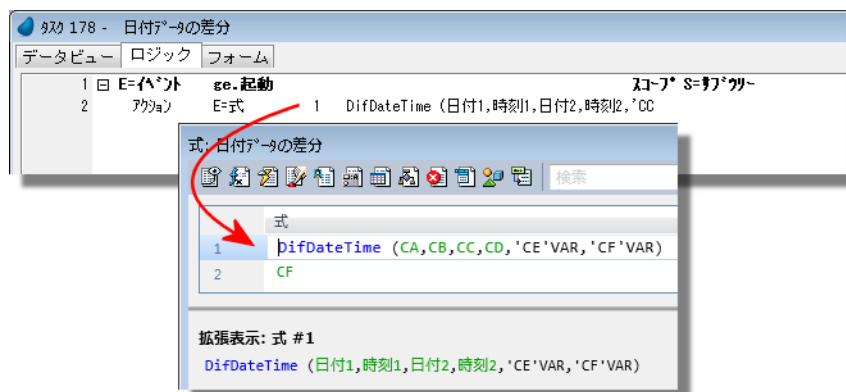 ﾀｽｸ 178 - 日付ﾃﾞｰﾀの差分
データビュー ロジック フォーム
1 E=ｲﾍﾞﾝﾄ ge.起動 ｽｺｰﾌﾟ S=ｻﾌﾞﾂﾘｰ
2 ｱｸｼｮﾝ E=式 1 DifDateTime (日付1,時刻1,日付2,時刻2,'CC
式: 日付ﾃﾞｰﾀの差分
検索
式
1 DifDateTime (CA,CB,CC,CD,'CE'VAR,'CF'VAR)
2 CF
拡張表示: 式 #1
DifDateTime (日付1,時刻1,日付2,時刻2,'CE'VAR,'CF'VAR)